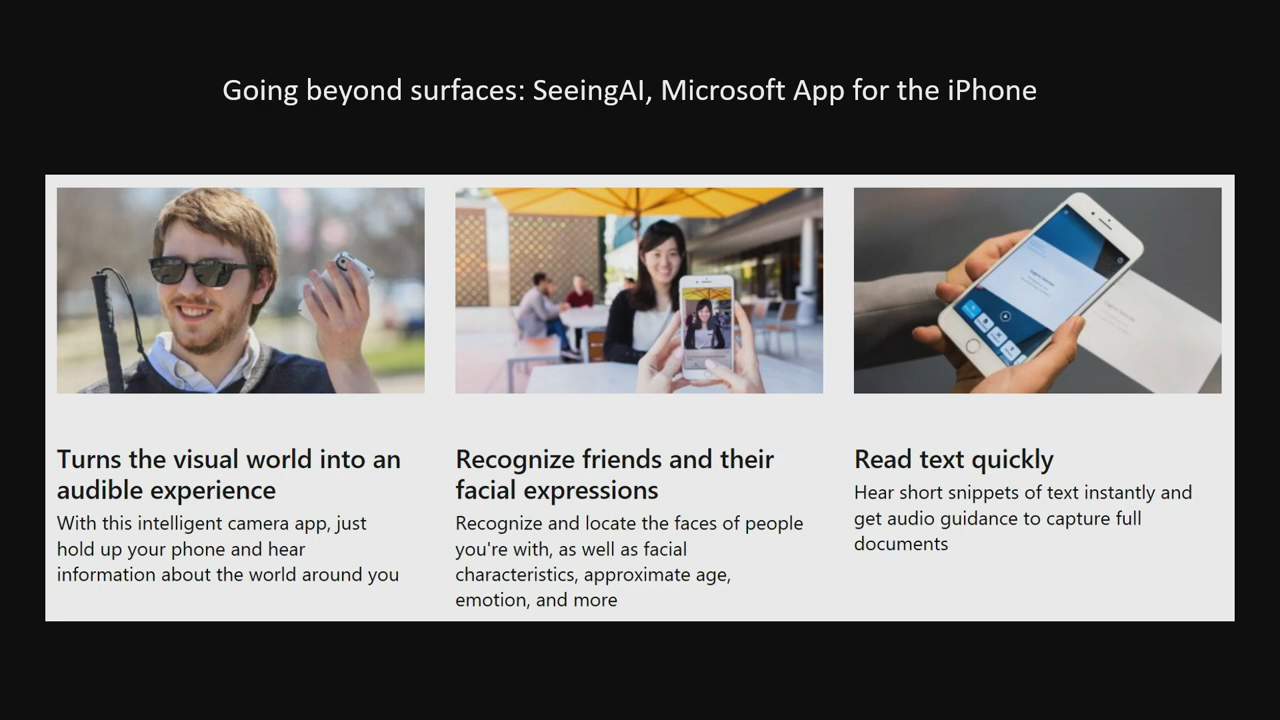 Going beyond surfaces: SeeingAI, Microsoft App for the iPhone
Turns the visual world into an
audible experience
With this intelligent camera app, just
hold up your phone and hear
information about the world around you
Recognize friends and their
facial expressions
Recognize and locate the faces of people
you're with, as well as facial
characteristics, approximate age,
emotion, and more
Read text quickly
Hear short snippets of text instantly and
get audio guidance to capture full
documents